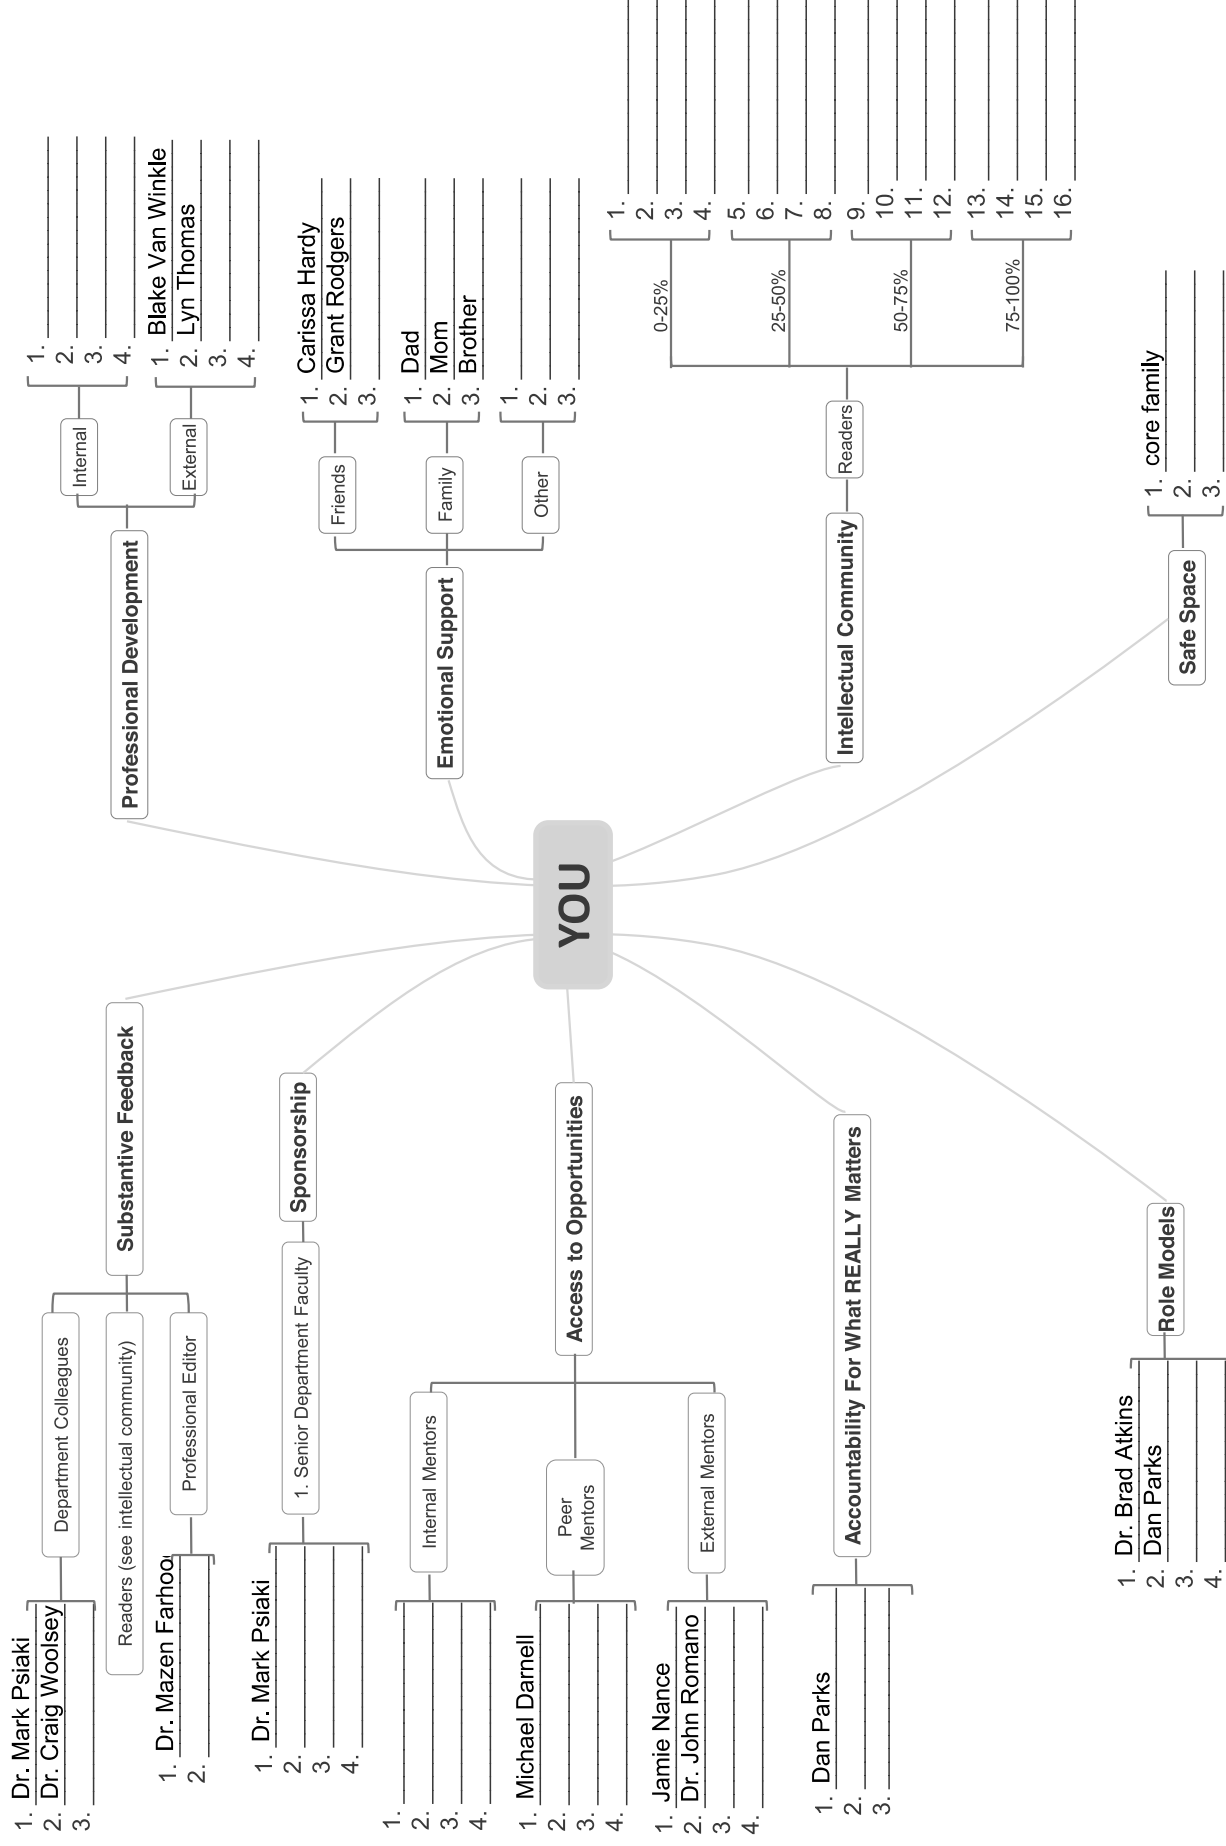 YOU
Substantive Feedback
Department Colleagues
1. Dr. Mark Psiaki
2. Dr. Craig Woolsey
3.
Readers (see intellectual community)
Professional Editor
1. Dr. Mazen Farhood
2.
Sponsorship
1. Senior Department Faculty
1. Dr. Mark Psiaki
2.
3.
4.
Access to Opportunities
Internal Mentors
1.
2.
3.
4.
Peer
Mentors
1. Michael Darnell
2.
3.
4.
External Mentors
1. Jamie Nance
2. Dr. John Romano
3.
4.
Accountability For What REALLY Matters
1. Dan Parks
2.
3.
Role Models
1. Dr. Brad Atkins
2. Dan Parks
3.
4.
Professional Development
Internal
1.
2.
3.
4.
External
1. Blake Van Winkle
2. Lyn Thomas
3.
4.
Emotional Support
Friends
1. Carissa Hardy
2. Grant Rodgers
3.
Family
1. Dad
2. Mom
3. Brother
Other
1.
2.
3.
Intellectual Community
Readers
0-25%
1.
2.
3.
4.
25-50%
5.
6.
7.
8.
50-75%
9.
10.
11.
12.
75-100%
13.
14.
15.
16.
Safe Space
1. core family
2.
3.